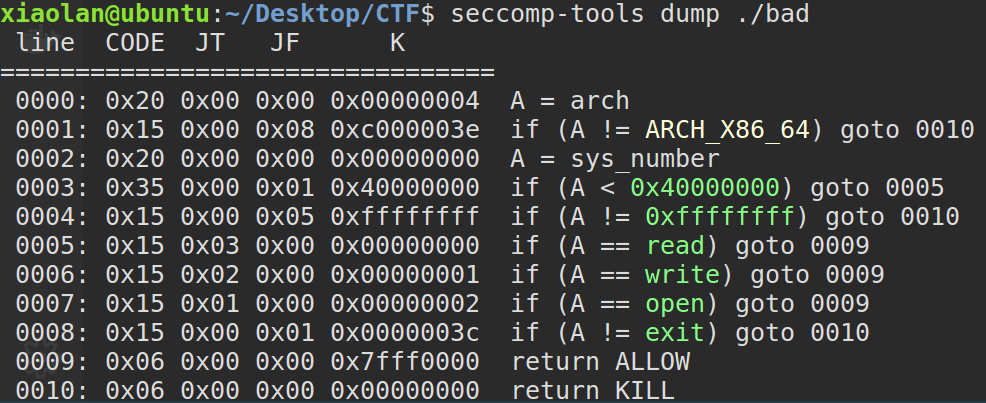 xiaolan@ubuntu:~/Desktop/CTF$ seccomp-tools dump ./bad
 line  CODE  JT   JF      K
=================================
 0000: 0x20 0x00 0x00 0x00000004  A = arch
 0001: 0x15 0x00 0x08 0xc000003e  if (A != ARCH_X86_64) goto 0010
 0002: 0x20 0x00 0x00 0x00000000  A = sys_number
 0003: 0x35 0x00 0x01 0x40000000  if (A < 0x40000000) goto 0005
 0004: 0x15 0x00 0x05 0xffffffff  if (A != 0xffffffff) goto 0010
 0005: 0x15 0x03 0x00 0x00000000  if (A == read) goto 0009
 0006: 0x15 0x02 0x00 0x00000001  if (A == write) goto 0009
 0007: 0x15 0x01 0x00 0x00000002  if (A == open) goto 0009
 0008: 0x15 0x00 0x01 0x0000003c  if (A != exit) goto 0010
 0009: 0x06 0x00 0x00 0x7fff0000  return ALLOW
 0010: 0x06 0x00 0x00 0x00000000  return KILL